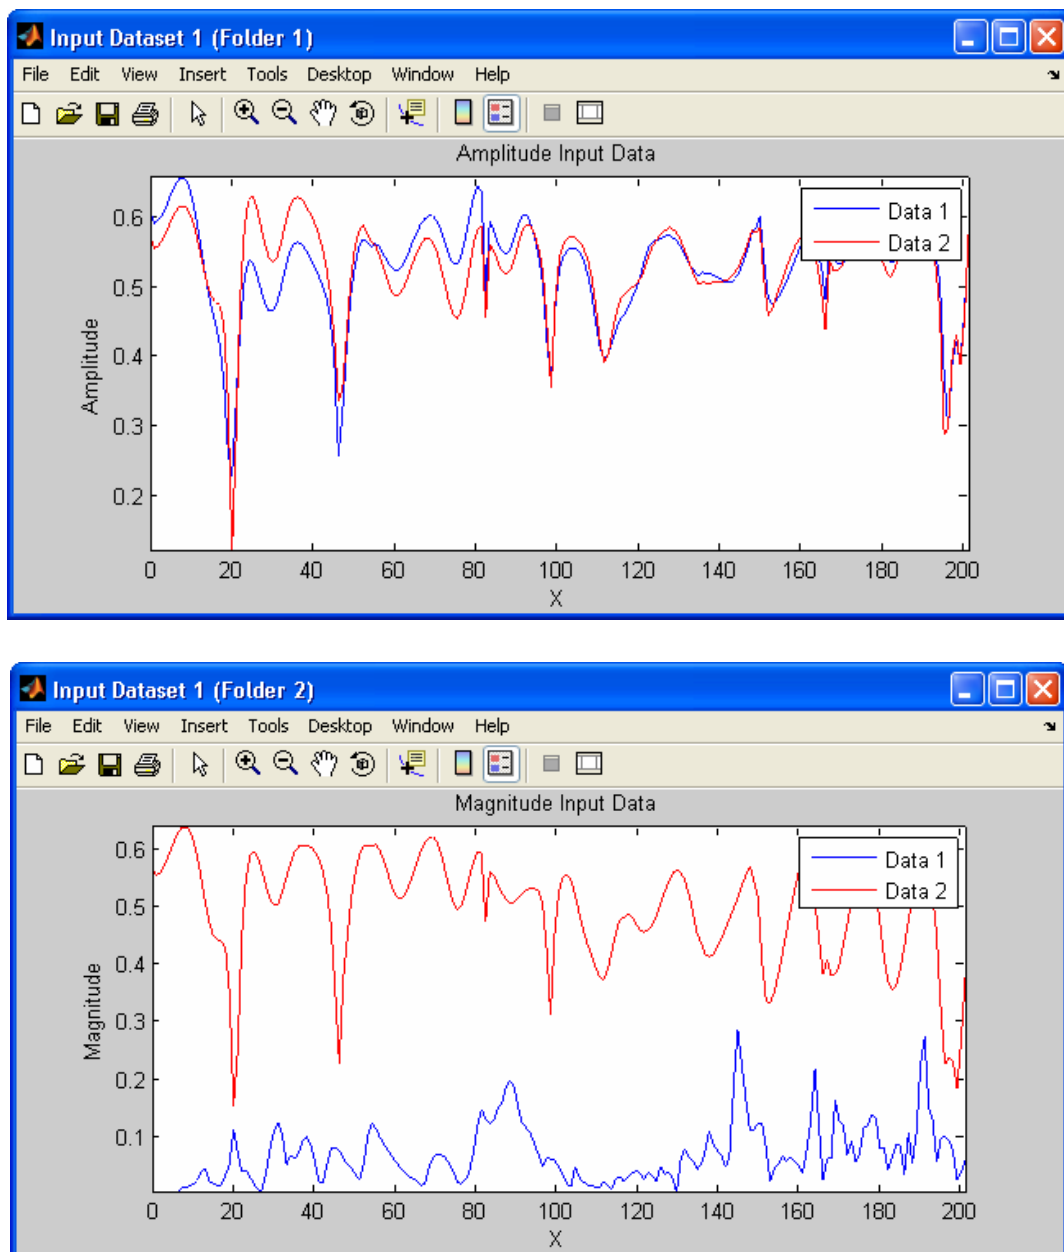 Input Dataset 1 (Folder 1)
File Edit View Insert Tools Desktop Window Help
Amplitude Input Data
Data 1
Data 2
Amplitude
0.6
0.5
0.4
0.3
0.2
0 20 40 60 80 100 120 140 160 180 200
X
Input Dataset 1 (Folder 2)
File Edit View Insert Tools Desktop Window Help
Magnitude Input Data
Data 1
Data 2
Magnitude
0.6
0.5
0.4
0.3
0.2
0.1
0 20 40 60 80 100 120 140 160 180 200
X